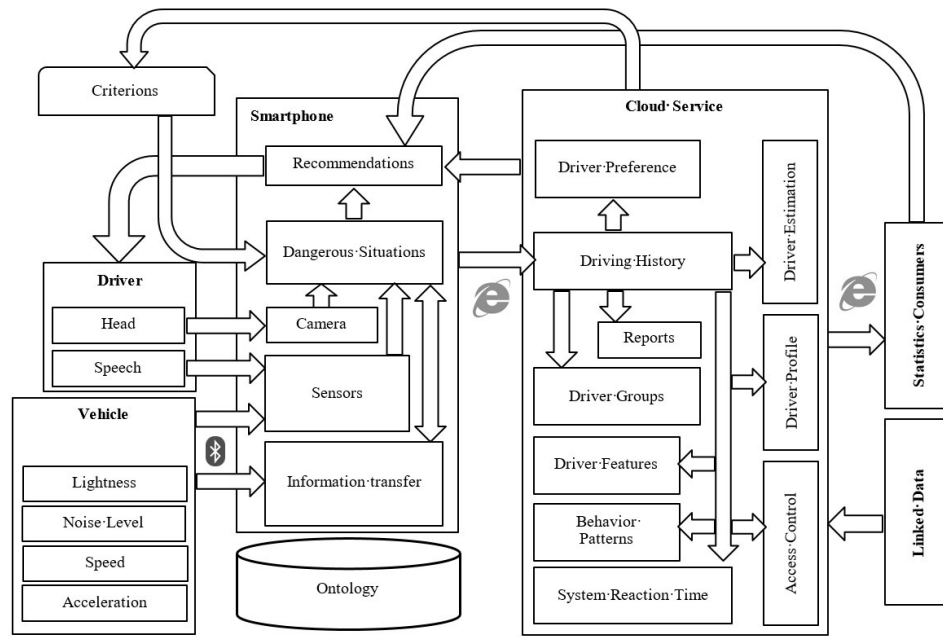 Criterions
Smartphone
Recommendations
Dangerous·Situations
Camera
Sensors
Information·transfer
Ontology
Driver
Head
Speech
Vehicle
Lightness
Noise·Level
Speed
Acceleration
Cloud·Service
Driver·Preference
Driving·History
Reports
Driver·Groups
Driver·Features
Behavior·
Patterns
System·Reaction·Time
Driver·Estimation
Driver·Profile
Access·Control
Statistics·Consumers
Linked·Data